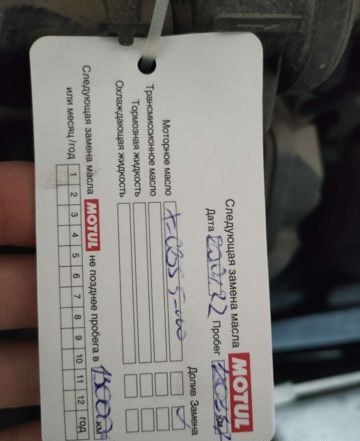 MOTUL
Следующая замена масла
Дата Пробег
Долив Замена
Моторное масло
Трансмиссионное масло
Тормозная жидкость
Охлаждающая жидкость
Следующая замена масла MOTUL не позднее пробега в км
или месяц /год 1 2 3 4 5 6 7 8 9 10 11 12 год